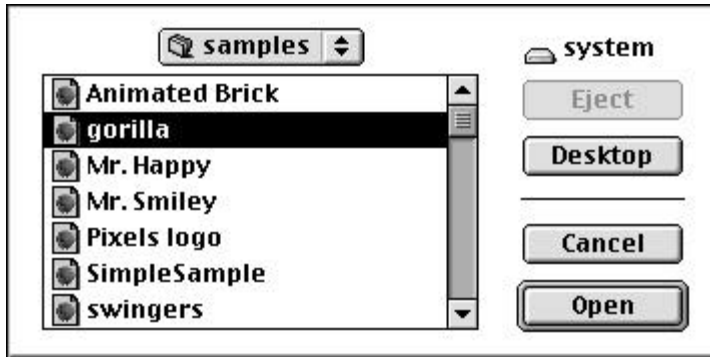 samples
system
Animated Brick
gorilla
Mr. Happy
Mr. Smiley
Pixels logo
SimpleSample
swingers
Eject
Desktop
Cancel
Open